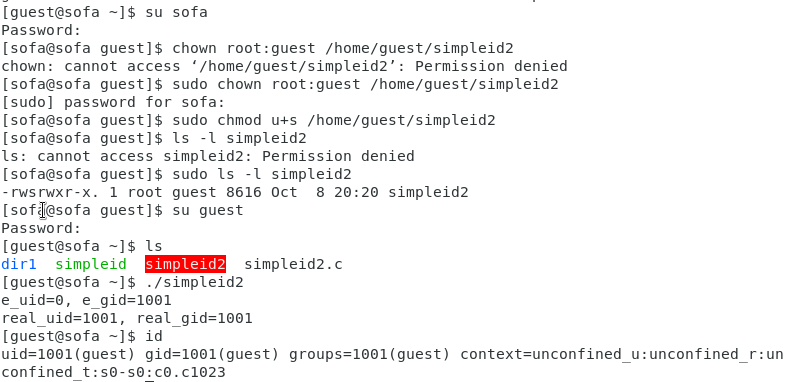 [guest@sofa ~]$ su sofa
Password:
[sofa@sofa guest]$ chown root:guest /home/guest/simpleid2
chown: cannot access ‘/home/guest/simpleid2’: Permission denied
[sofa@sofa guest]$ sudo chown root:guest /home/guest/simpleid2
[sudo] password for sofa:
[sofa@sofa guest]$ sudo chmod u+s /home/guest/simpleid2
[sofa@sofa guest]$ ls -l simpleid2
ls: cannot access simpleid2: Permission denied
[sofa@sofa guest]$ sudo ls -l simpleid2
-rwsrwxr-x. 1 root guest 8616 Oct  8 20:20 simpleid2
[sofa@sofa guest]$ su guest
Password:
[guest@sofa ~]$ ls
dir1  simpleid  simpleid2  simpleid2.c
[guest@sofa ~]$ ./simpleid2
e_uid=0, e_gid=1001
real_uid=1001, real_gid=1001
[guest@sofa ~]$ id
uid=1001(guest) gid=1001(guest) groups=1001(guest) context=unconfined_u:unconfined_r:un
confined_t:s0-s0:c0.c1023